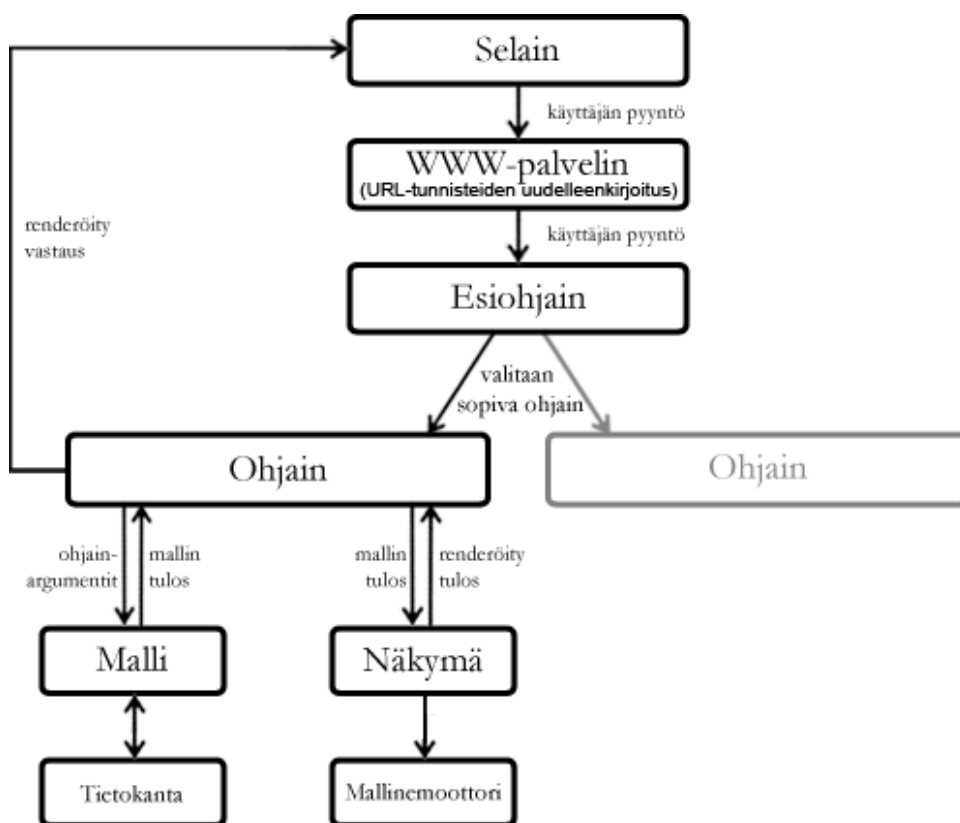 Selain
käyttäjän pyyntö
WWW-palvelin
(URL-tunnisteiden uudelleenkirjoitus)
renderöity
vastaus
käyttäjän pyyntö
Esiohjain
valitaan
sopiva ohjain
Ohjain
Ohjain
ohjain-
argumentit
mallin
tulos
mallin
tulos
renderöity
tulos
Malli
Näkymä
Tietokanta
Mallinemoottori